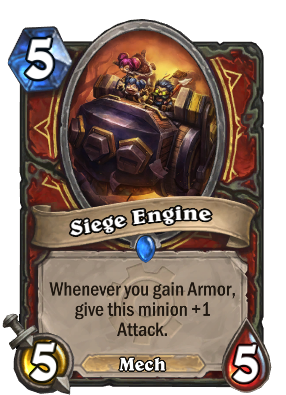 5
Siege Engine
Whenever you gain Armor,
give this minion +1
Attack.
5
Mech
5